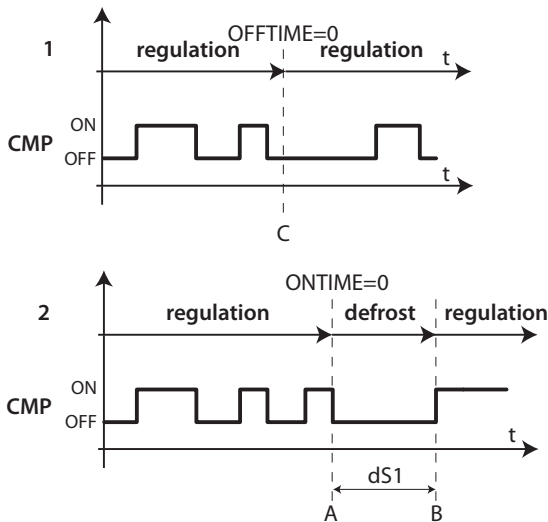 OFFTIME=0
1 regulation regulation t
ON
CMP
OFF
t
C
ONTIME=0
2 regulation defrost regulation
ON
CMP
OFF
t
dS1
A B